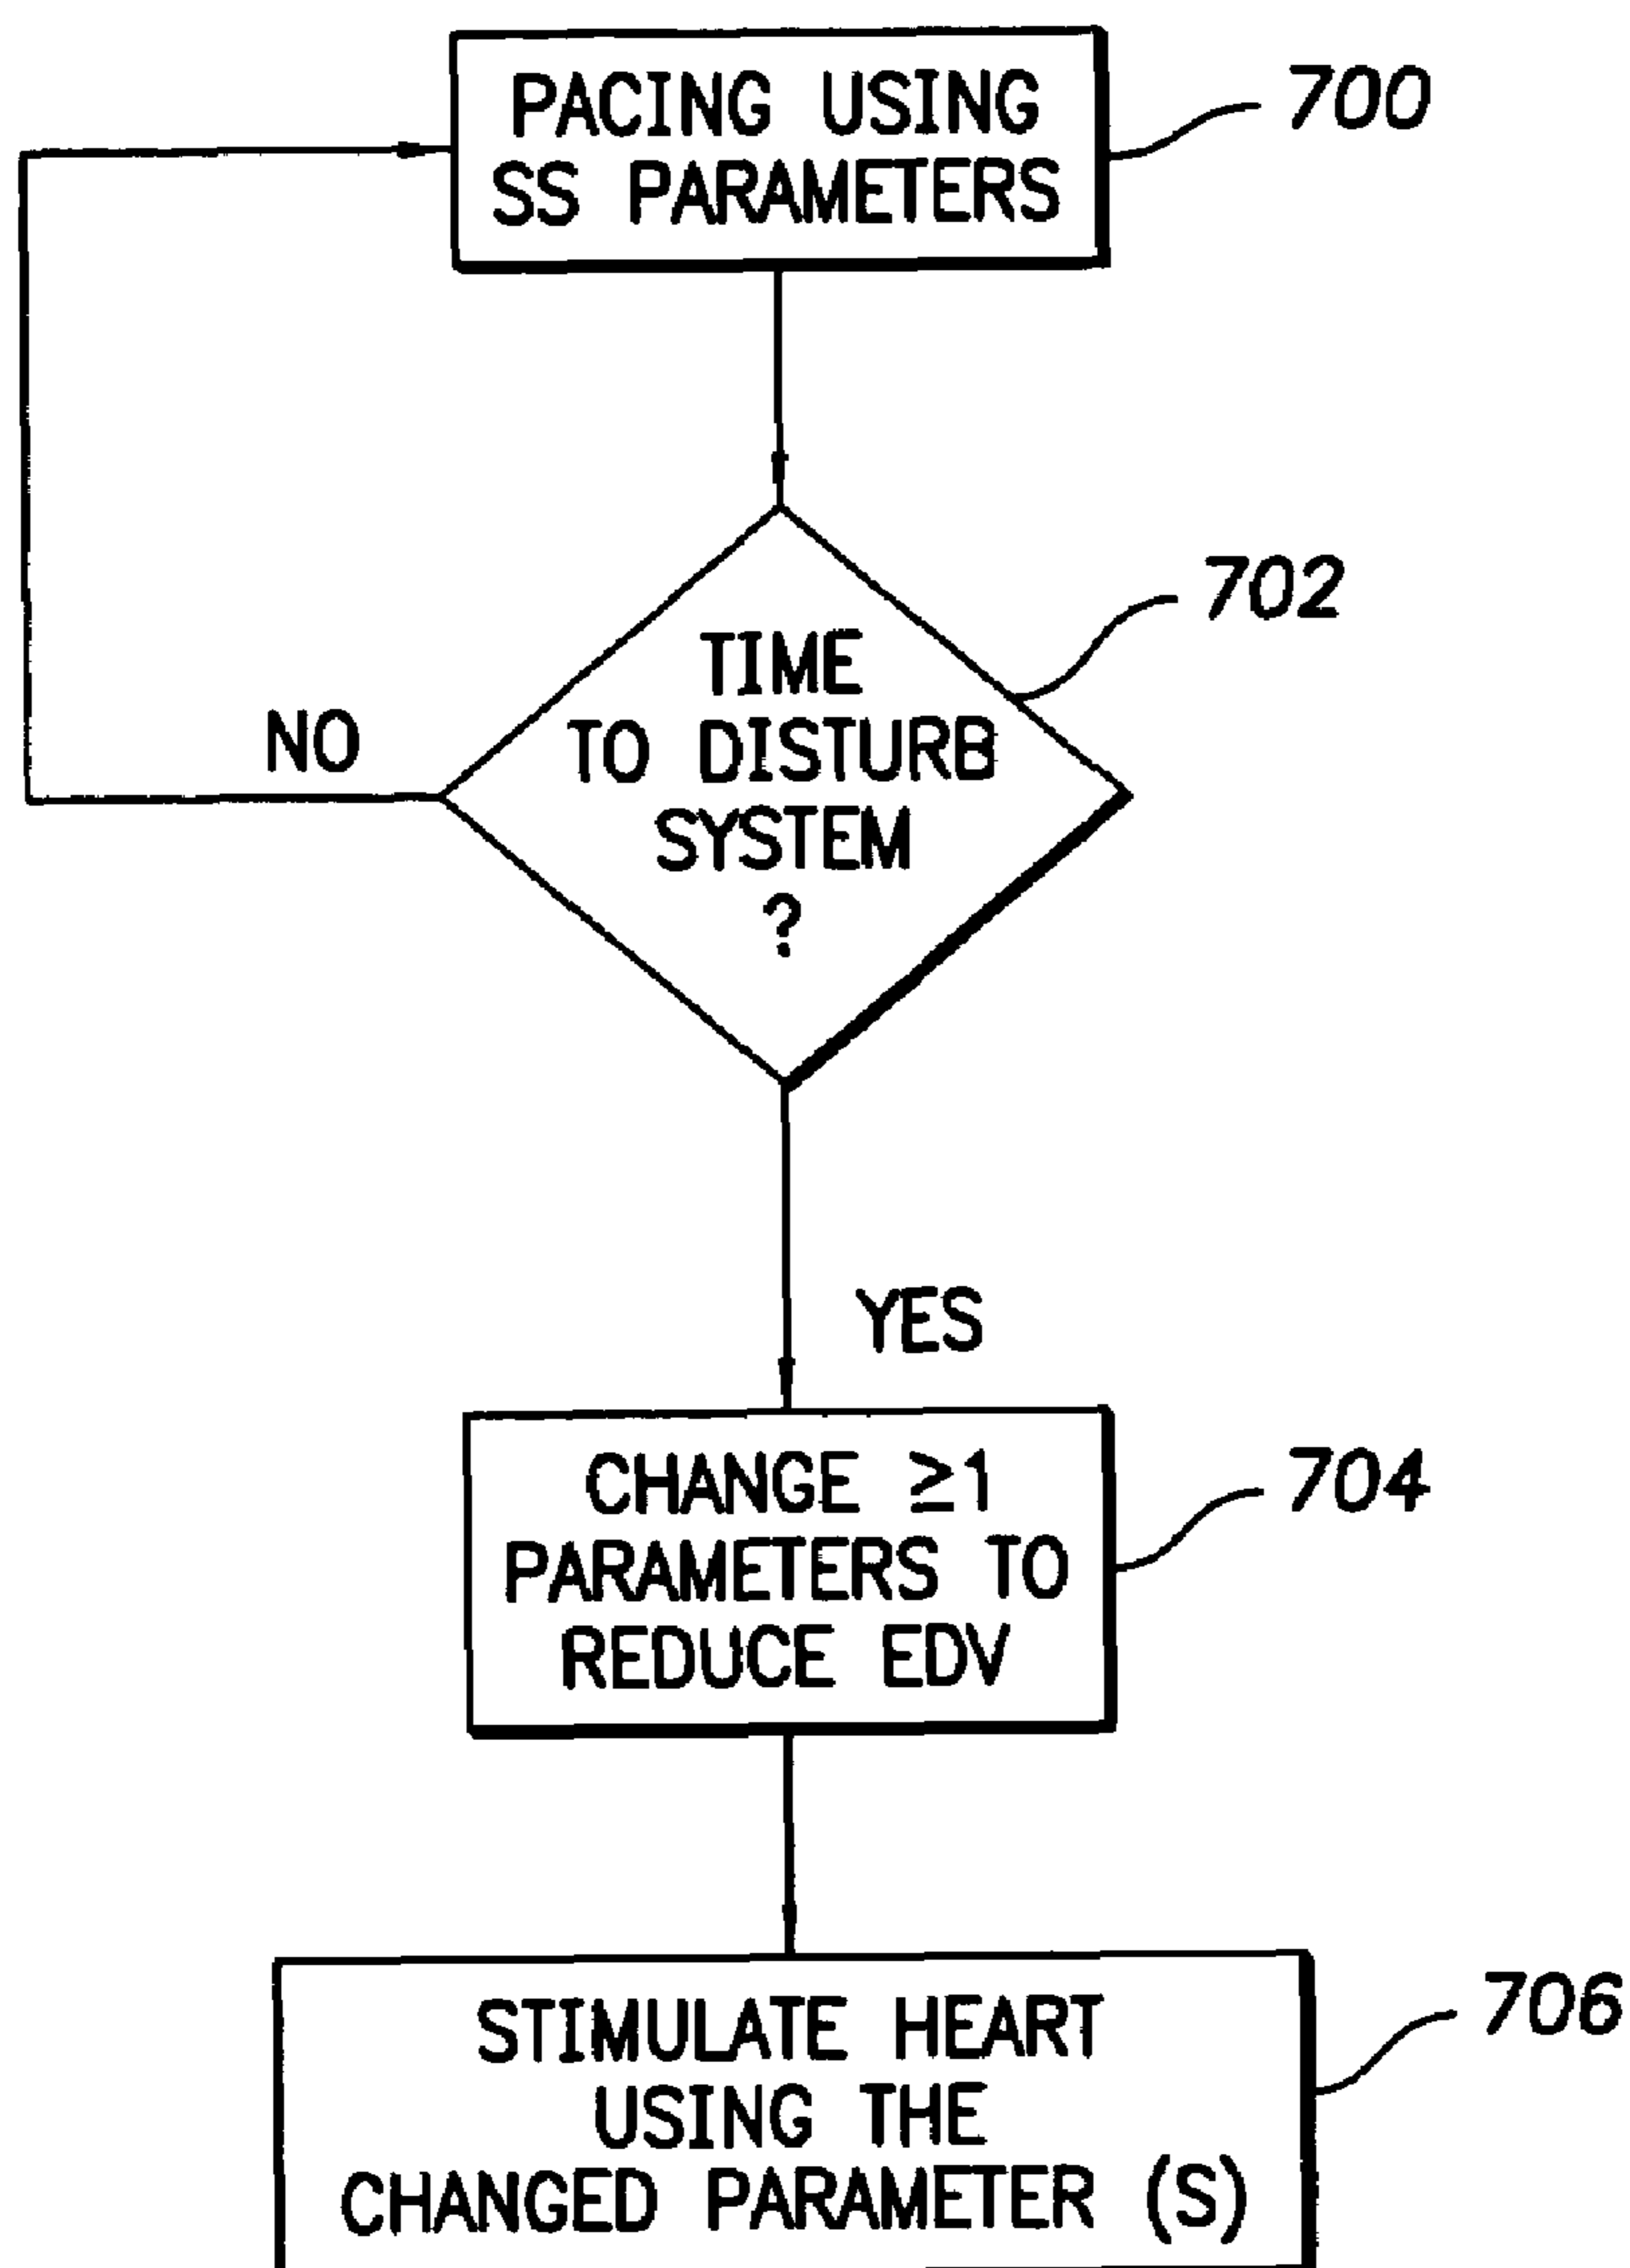 PACING USING
SS PARAMETERS
700
702
TIME
TO DISTURB
SYSTEM
?
NO
YES
CHANGE ≥1
PARAMETERS TO
REDUCE EDV
704
STIMULATE HEART
USING THE
CHANGED PARAMETER (S)
706